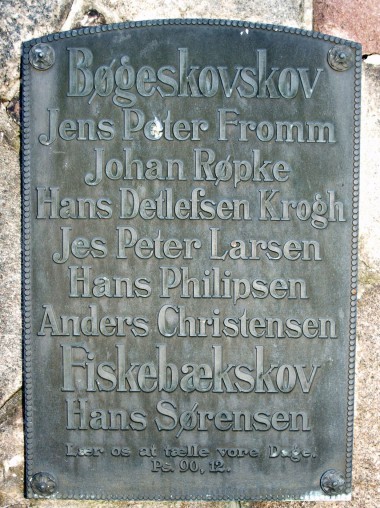 Bøgeskovskov
Jens Peter Fromm
Johan Røpke
Hans Detlefsen Krogh
Jes Peter Larsen
Hans Philipsen
Anders Christensen
Fiskebækskov
Hans Sørensen
Lær os at tælle vore Dage.
Ps. 90, 12.